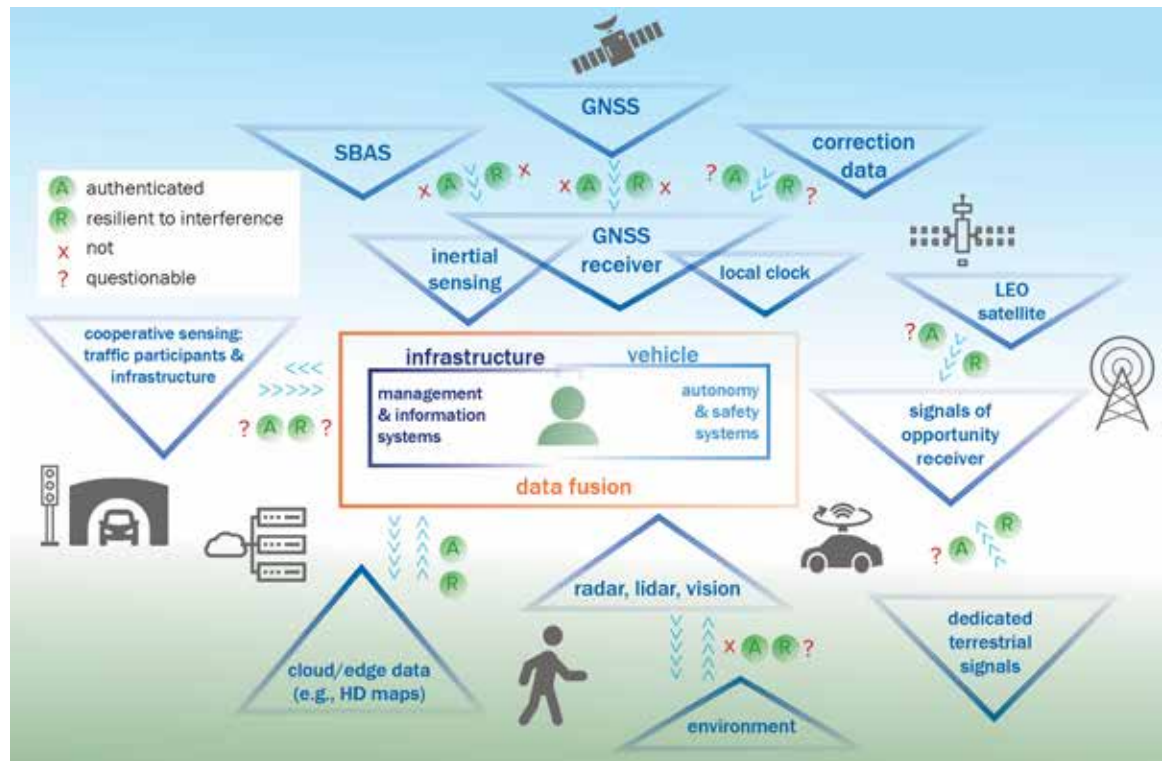 GNSS
SBAS
correction
data
x A R x
x A R x
? A R ?
A authenticated
R resilient to interference
x not
? questionable
GNSS
receiver
inertial
sensing
local clock
LEO
satellite
? A
R
cooperative sensing:
traffic participants &
infrastructure
? A R ?
infrastructure
vehicle
management
& information
systems
autonomy
& safety
systems
data fusion
signals of
opportunity
receiver
R
? A
A
R
radar, lidar, vision
dedicated
terrestrial
signals
x A R ?
cloud/edge data
(e.g., HD maps)
environment